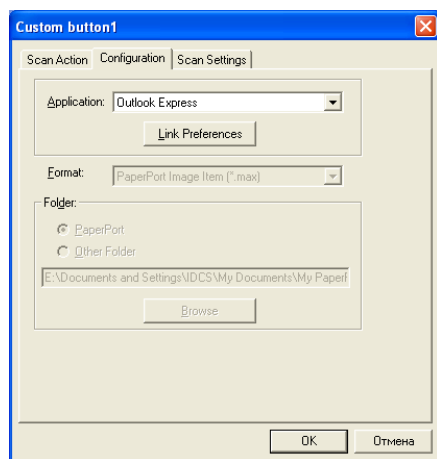 Custom button1
Scan Action Configuration Scan Settings
Application: Outlook Express
Link Preferences
Format: PaperPort Image Item (*.max)
Folder:
PaperPort
Other Folder
E:\Documents and Settings\IDCS\My Documents\My PaperF
Browse
OK Отмена